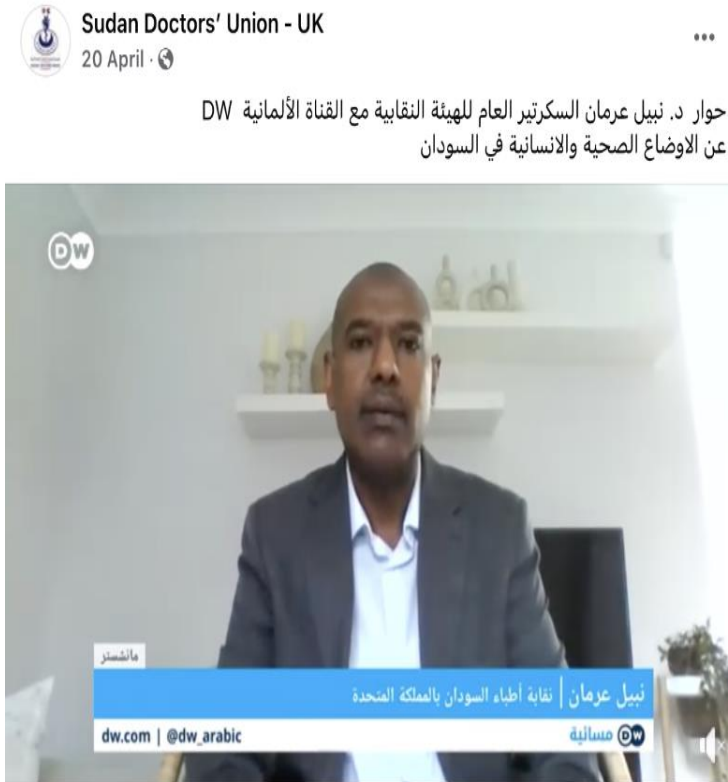 Sudan Doctors' Union - UK
20 April
حوار د. نبيل عرمان السكرتير العام للهيئة النقابية مع القناة الألمانية DW
عن الاوضاع الصحية والانسانية في السودان
DW
مانشستر
نبيل عرمان | نقابة أطباء السودان بالمملكة المتحدة
dw.com | @dw_arabic
DW مسائية